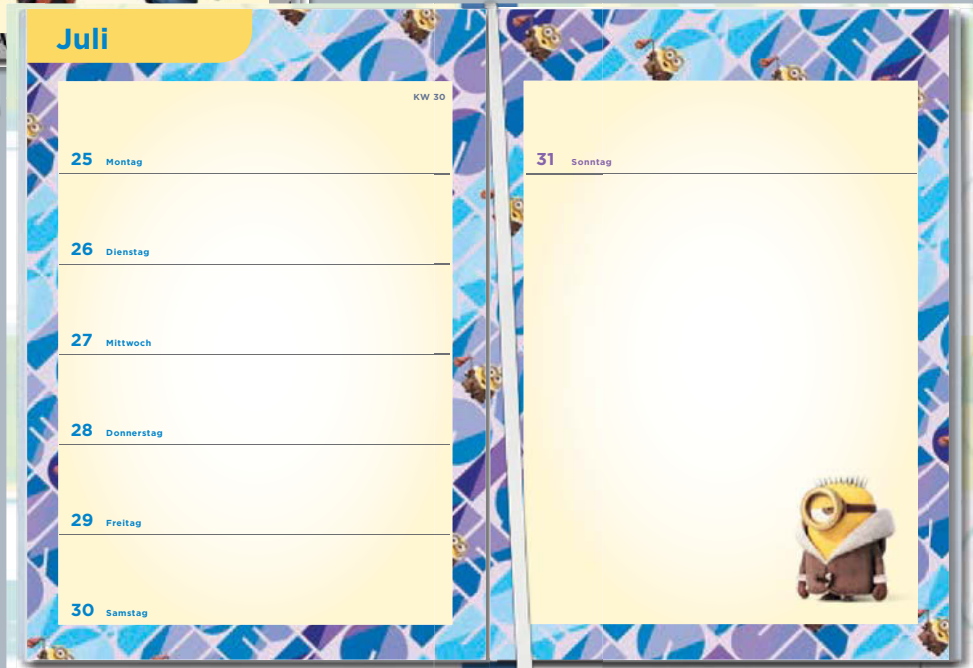 Juli
KW 30
25 Montag
26 Dienstag
27 Mittwoch
28 Donnerstag
29 Freitag
30 Samstag
31 Sonntag